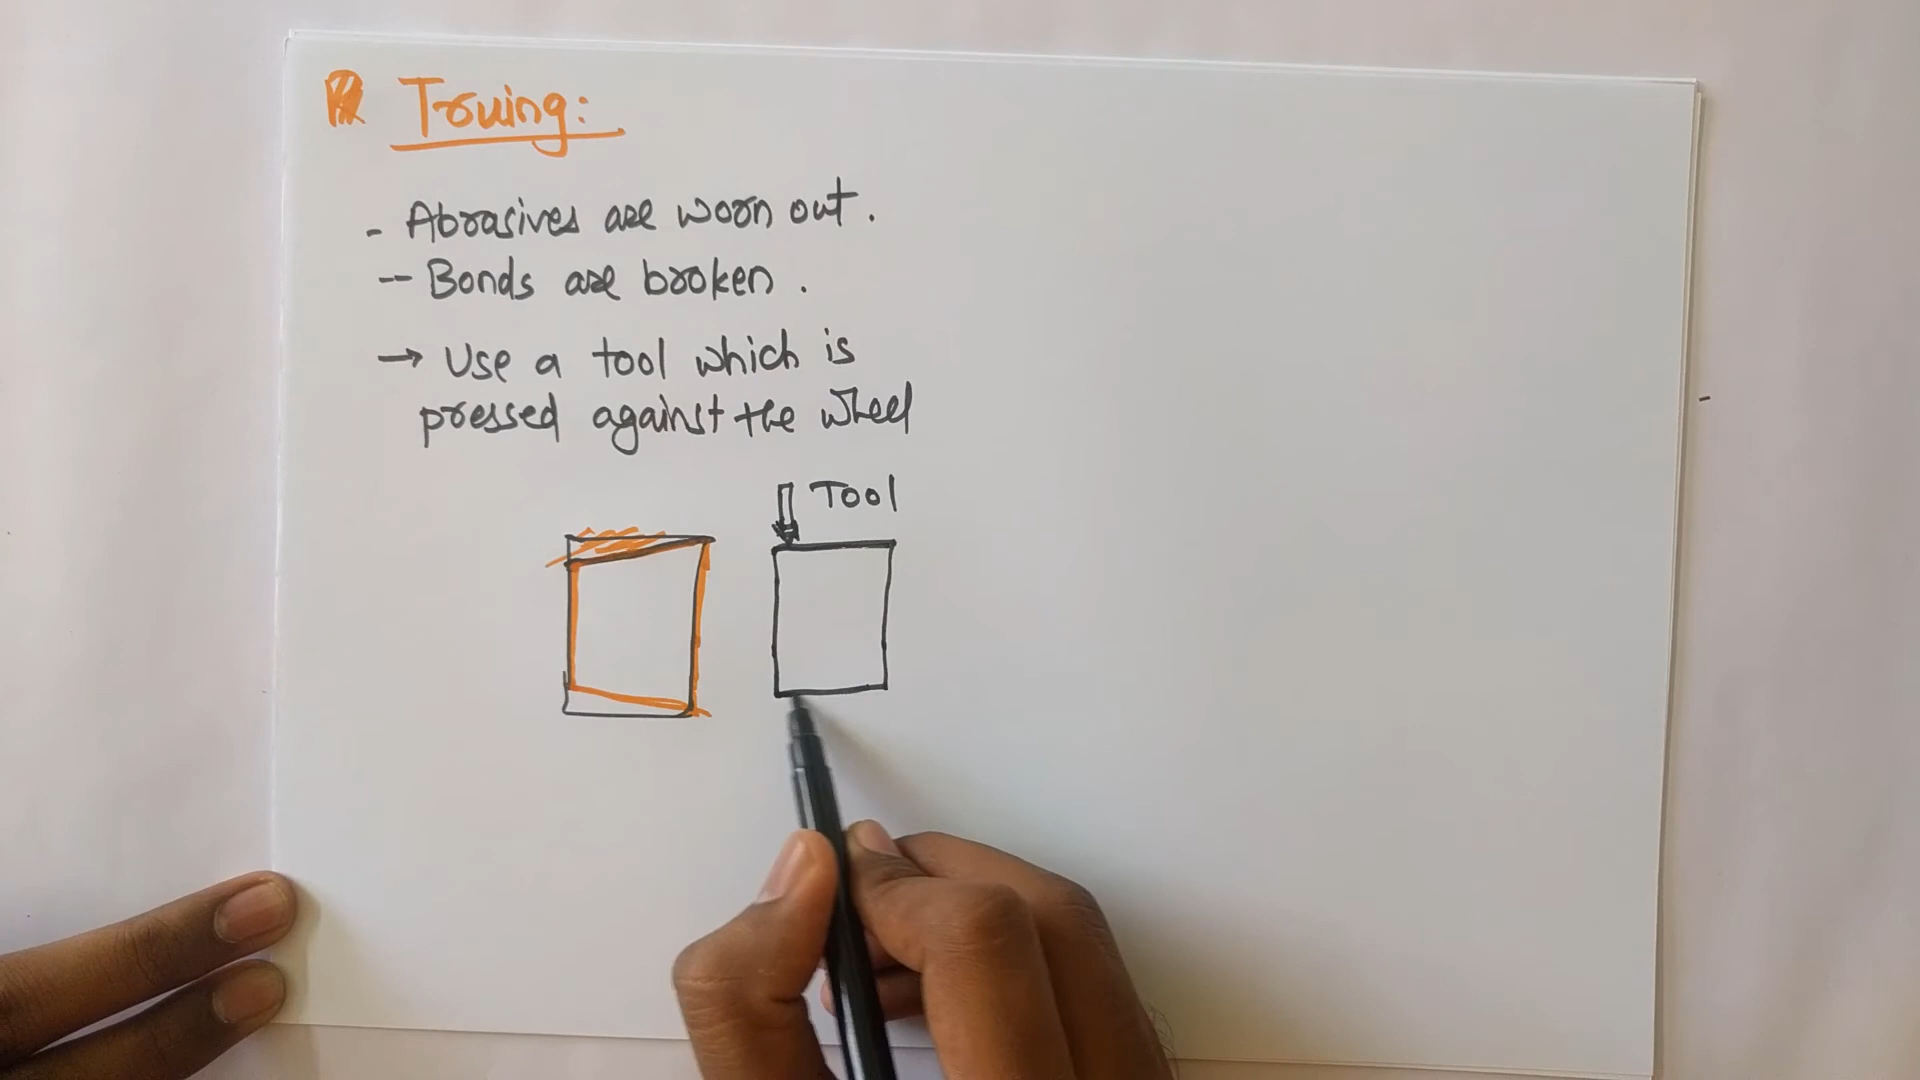 Truing:
- Abrasives are worn out.
-- Bonds are broken.
→ Use a tool which is
pressed against the wheel
Tool